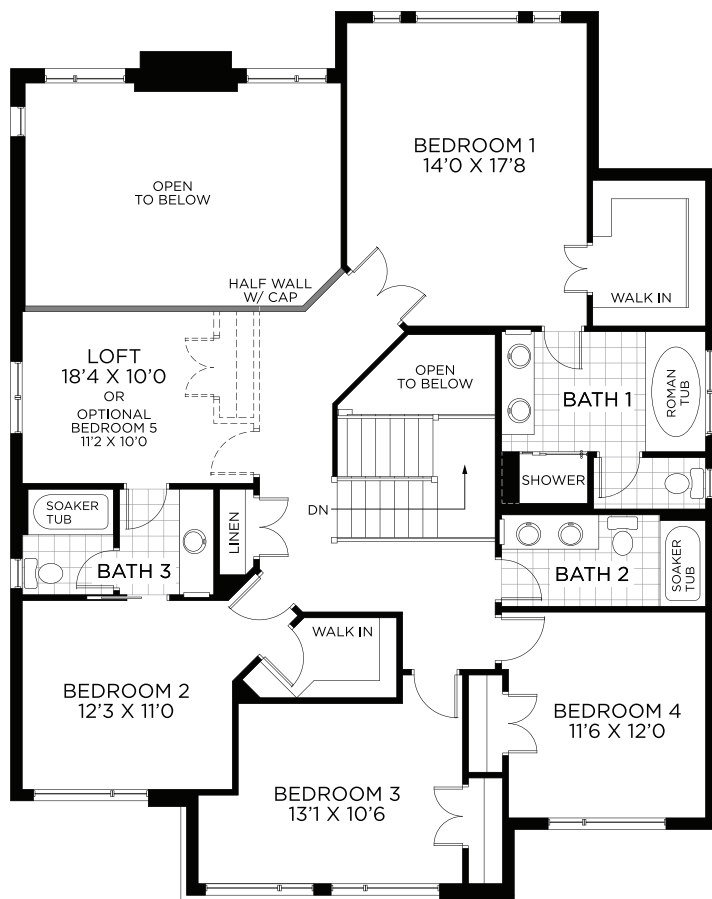 BEDROOM 1
14'0 X 17'8
OPEN
TO BELOW
HALF WALL
W/ CAP
WALK IN
LOFT
18'4 X 10'0
OR
OPTIONAL
BEDROOM 5
11'2 X 10'0
OPEN
TO BELOW
BATH 1
ROMAN
TUB
SHOWER
DN
SOAKER
TUB
LINEN
BATH 3
BATH 2
SOAKER
TUB
WALK IN
BEDROOM 2
12'3 X 11'0
BEDROOM 4
11'6 X 12'0
BEDROOM 3
13'1 X 10'6